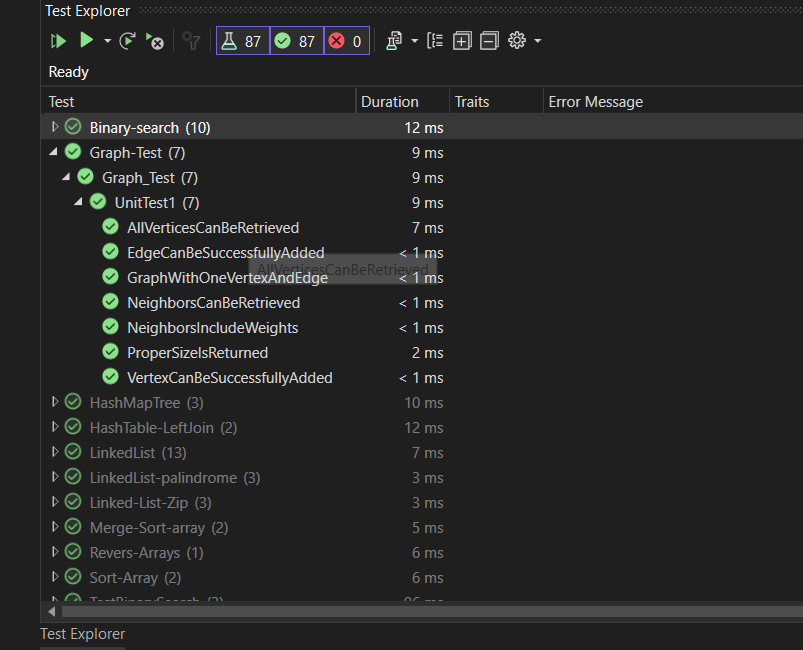 Test Explorer
87 87 0
Ready
Test Duration Traits Error Message
Binary-search (10) 12 ms
Graph-Test (7) 9 ms
Graph_Test (7) 9 ms
UnitTest1 (7) 9 ms
AllVerticesCanBeRetrieved 7 ms
EdgeCanBeSuccessfullyAdded < 1 ms
AllVerticesCanBeRetrieved
GraphWithOneVertexAndEdge < 1 ms
NeighborsCanBeRetrieved < 1 ms
NeighborsIncludeWeights < 1 ms
ProperSizeIsReturned 2 ms
VertexCanBeSuccessfullyAdded < 1 ms
HashMapTree (3) 10 ms
HashTable-LeftJoin (2) 12 ms
LinkedList (13) 7 ms
LinkedList-palindrome (3) 3 ms
Linked-List-Zip (3) 3 ms
Merge-Sort-array (2) 5 ms
Revers-Arrays (1) 6 ms
Sort-Array (2) 6 ms
TestBinarySearch
Test Explorer